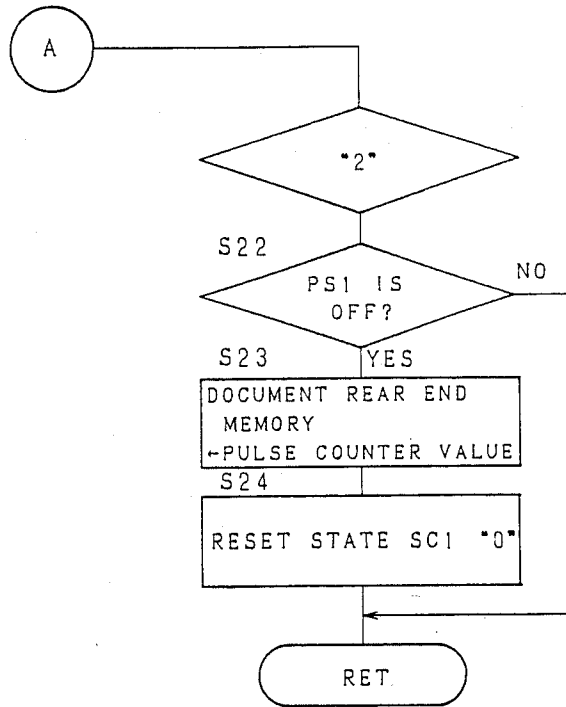 A
"2"
S22
PS1 IS
OFF?
NO
YES
S23
DOCUMENT REAR END
MEMORY
←PULSE COUNTER VALUE
S24
RESET STATE SC1 "0"
RET